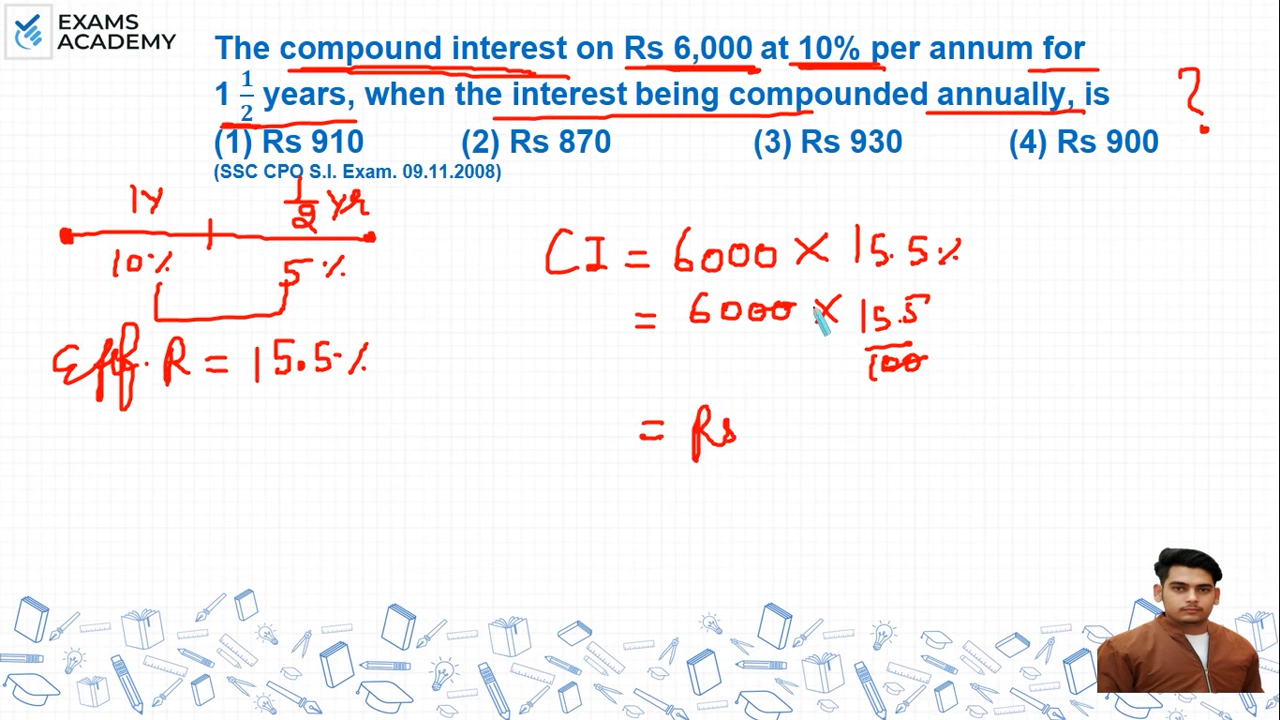 EXAMS
ACADEMY
The compound interest on Rs 6,000 at 10% per annum for
1 1/2 years, when the interest being compounded annually, is
?
(1) Rs 910 (2) Rs 870 (3) Rs 930 (4) Rs 900
(SSC CPO S.I. Exam. 09.11.2008)
1y 1/2 yr
10% 5%
Eff. R = 15.5%
CI = 6000 × 15.5%
= 6000 × 15.5/100
= Rs